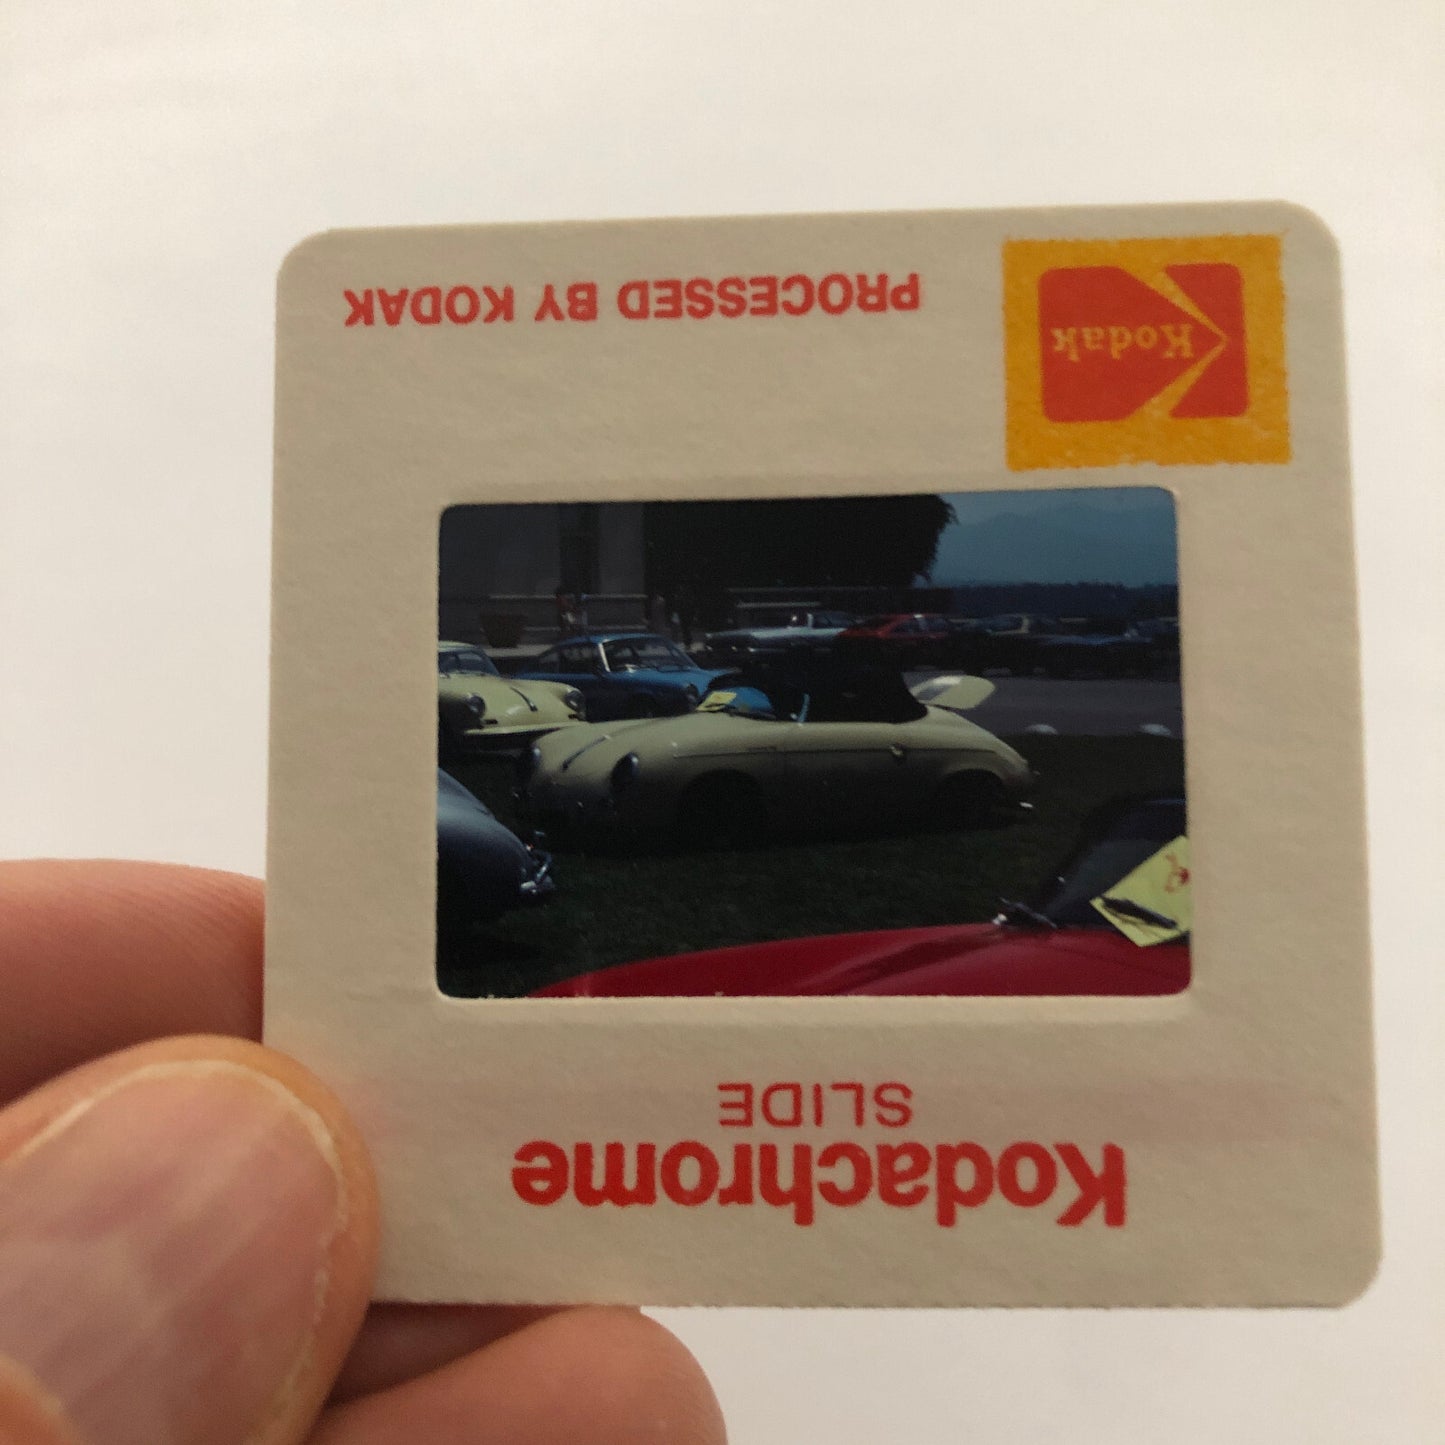 Kodachrome
SLIDE
PROCESSED BY KODAK
Kodak